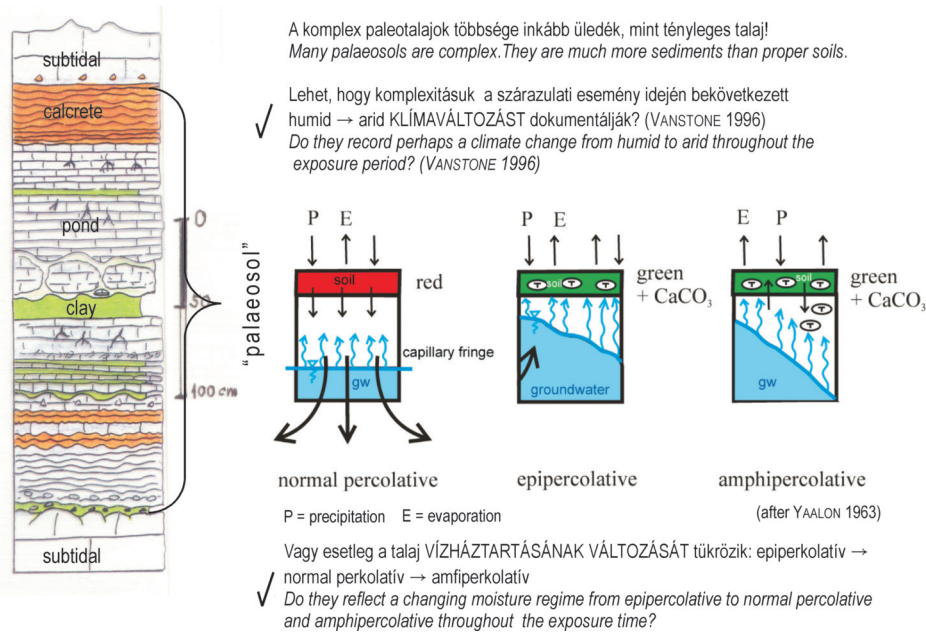 A komplex paleotalajok többsége inkább üledék, mint tényleges talaj!
Many palaeosols are complex.They are much more sediments than proper soils.
Lehet, hogy komplexitásuk a szárazulati esemény idején bekövetkezett
humid → arid KLÍMAVÁLTOZÁST dokumentálják? (VANSTONE 1996)
Do they record perhaps a climate change from humid to arid throughout the
exposure period? (VANSTONE 1996)
subtidal
calcrete
pond
clay
subtidal
0
50
100 cm
"palaeosol"
P E
soil
red
capillary fringe
gw
normal percolative
P E
soil
T T T
green
+ CaCO₃
groundwater
epipercolative
E P
soil
T T
T
T
green
+ CaCO₃
gw
amphipercolative
P = precipitation E = evaporation
(after YAALON 1963)
Vagy esetleg a talaj VÍZHÁZTARTÁSÁNAK VÁLTOZÁSÁT tükrözik: epiperkolatív →
normal perkolatív → amfiperkolatív
Do they reflect a changing moisture regime from epipercolative to normal percolative
and amphipercolative throughout the exposure time?